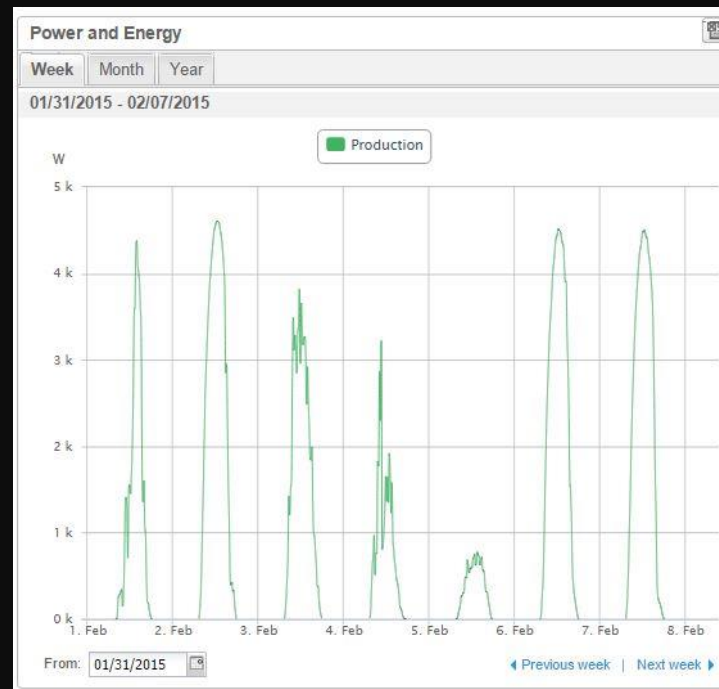 Power and Energy
Week Month Year
01/31/2015 - 02/07/2015
Production
W
5 k
4 k
3 k
2 k
1 k
0 k
1. Feb 2. Feb 3. Feb 4. Feb 5. Feb 6. Feb 7. Feb 8. Feb
From: 01/31/2015 Previous week | Next week